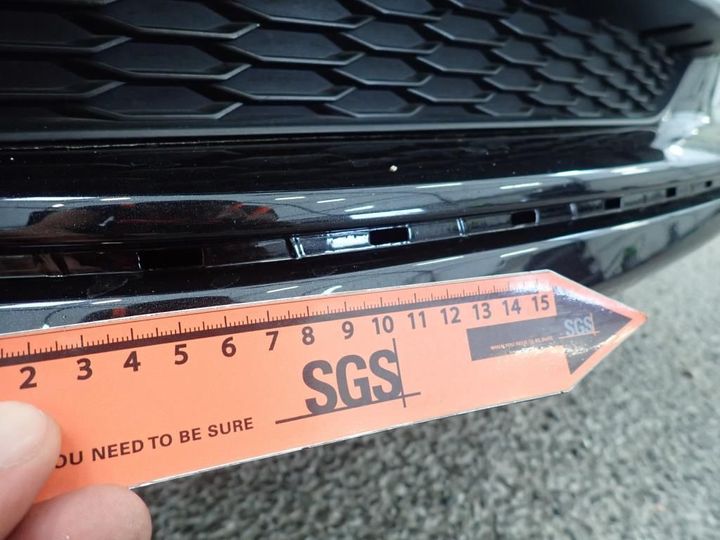 2 3 4 5 6 7 8 9 10 11 12 13 14 15
SGS
SGS
OU NEED TO BE SURE